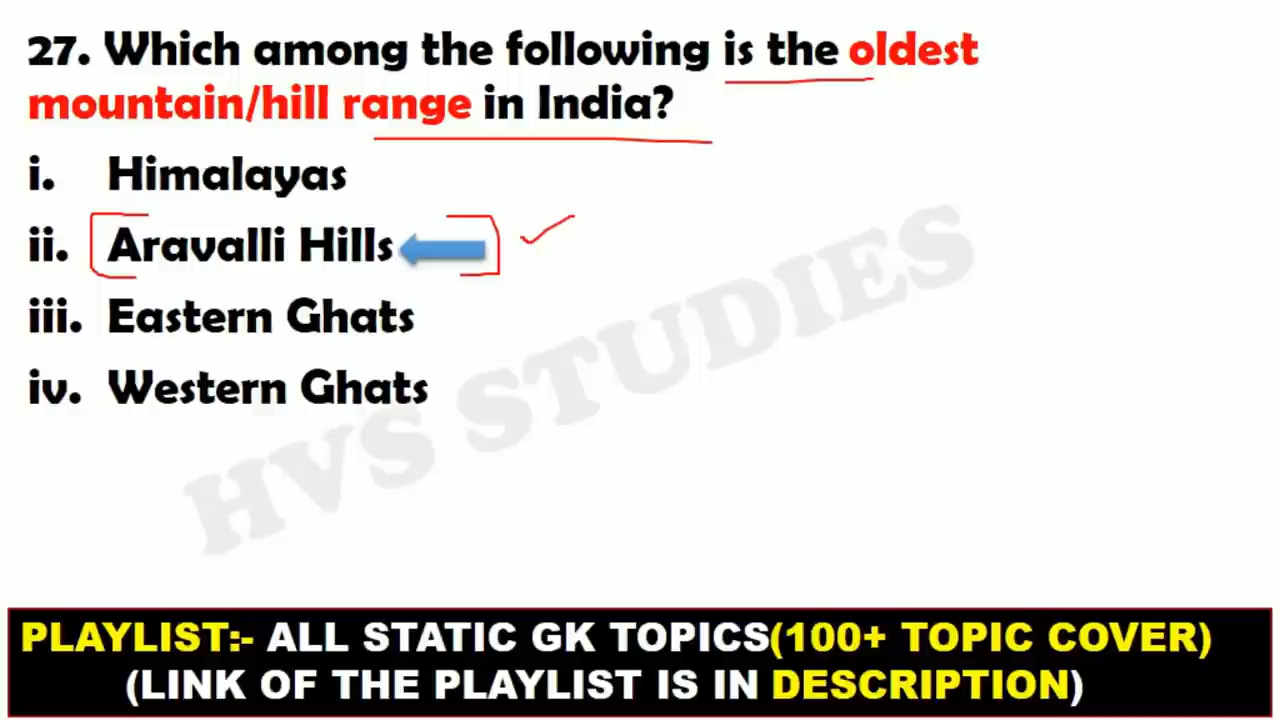 27. Which among the following is the oldest
mountain/hill range in India?
i. Himalayas
ii. Aravalli Hills
iii. Eastern Ghats
iv. Western Ghats
HVS STUDIES
PLAYLIST:- ALL STATIC GK TOPICS(100+ TOPIC COVER)
(LINK OF THE PLAYLIST IS IN DESCRIPTION)